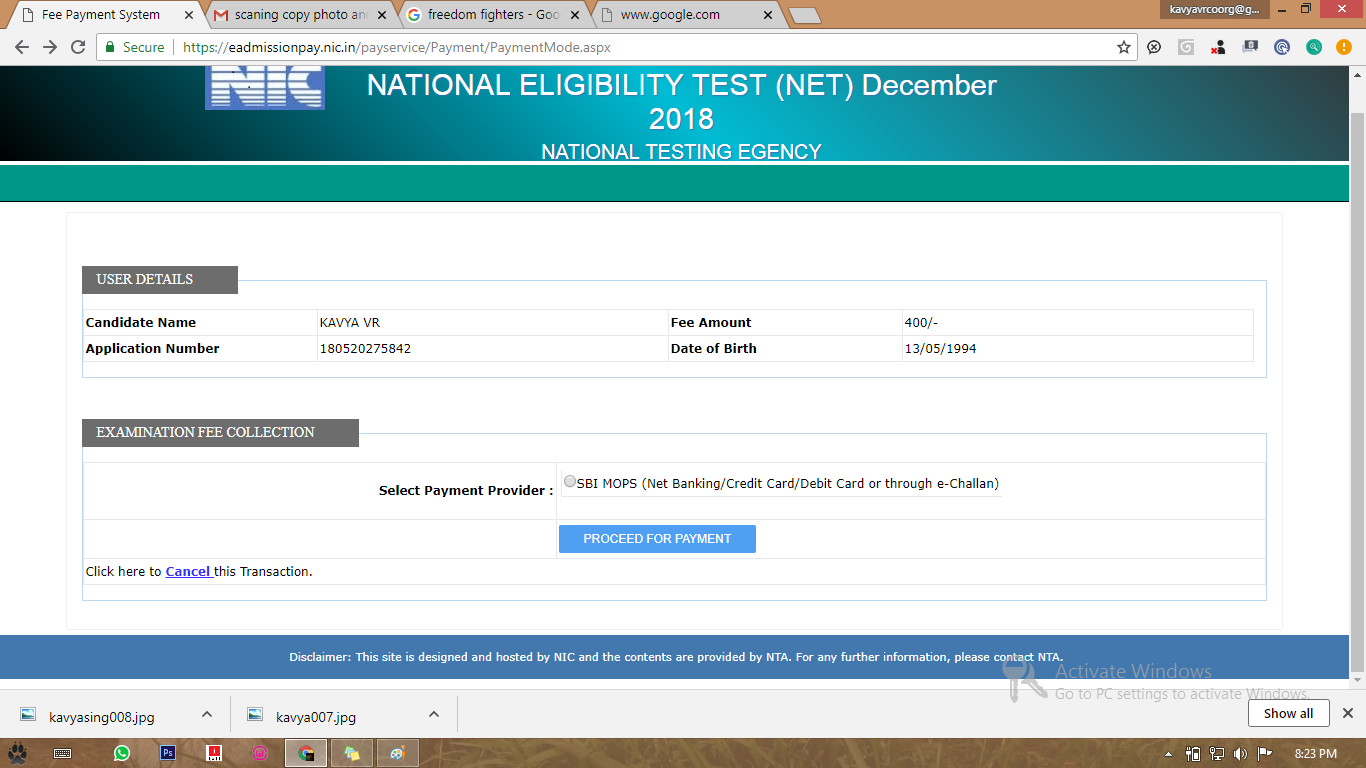 Fee Payment System
scaning copy photo an
freedom fighters - Goo
www.google.com
kavyavrcoorg@g...
Secure
https://eadmissionpay.nic.in/payservice/Payment/PaymentMode.aspx
NIC
NATIONAL ELIGIBILITY TEST (NET) December
2018
NATIONAL TESTING EGENCY
USER DETAILS
Candidate Name KAVYA VR Fee Amount 400/-
Application Number 180520275842 Date of Birth 13/05/1994
EXAMINATION FEE COLLECTION
Select Payment Provider : SBI MOPS (Net Banking/Credit Card/Debit Card or through e-Challan)
PROCEED FOR PAYMENT
Click here to Cancel this Transaction.
Disclaimer: This site is designed and hosted by NIC and the contents are provided by NTA. For any further information, please contact NTA.
Activate Windows
Go to PC settings to activate Windows.
kavyasing008.jpg
kavya007.jpg
Show all
Ps
8:23 PM